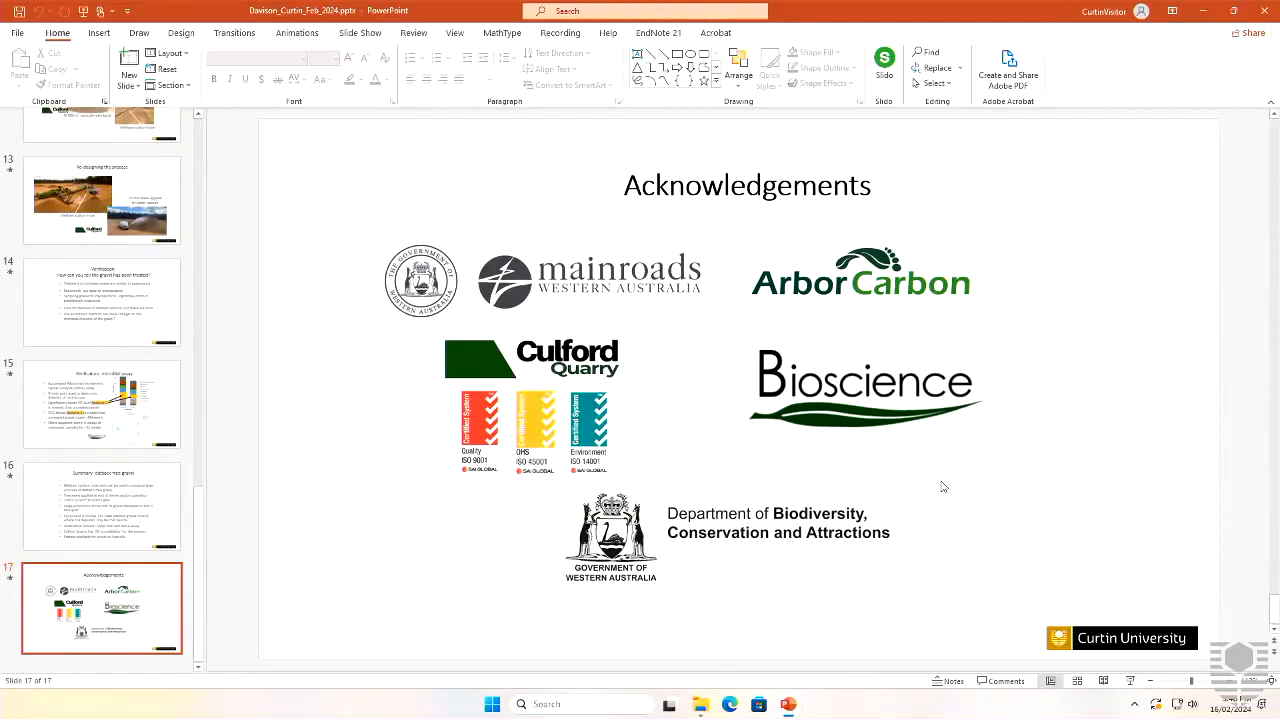 Davison_Curtin_Feb_2024.pptx - PowerPoint
Search
Curtin Visualisation
File Home Insert Draw Design Transitions Animations Slide Show Review View MathType Recording Help EndNote 21 Acrobat
Share
Paste
Cut
Copy
Format Painter
Clipboard
New
Slide
Layout
Reset
Section
Slides
Font
Text Direction
Align Text
Convert to SmartArt
Paragraph
Arrange
Quick
Styles
Shape Fill
Shape Outline
Shape Effects
Drawing
Slido
Slido
Find
Replace
Select
Editing
Create and Share
Adobe PDF
Adobe Acrobat
13
Re-designing the process
14
Verification:
How can you tell the gravel has been treated?
15
Verification: microbial assay
16
Summary: dieback free gravel
17
Acknowledgements
Acknowledgements
THE GOVERNMENT OF
WESTERN AUSTRALIA
mainroads
WESTERN AUSTRALIA
ArborCarbon
Culford
Quarry
Certified System
Certified System
Certified System
Quality
ISO 9001
SAI GLOBAL
OHS
ISO 45001
SAI GLOBAL
Environment
ISO 14001
SAI GLOBAL
Bioscience
GOVERNMENT OF
WESTERN AUSTRALIA
Department of Biodiversity,
Conservation and Attractions
Curtin University
Slide 17 of 17
Notes
Comments
Search
16/02/2024